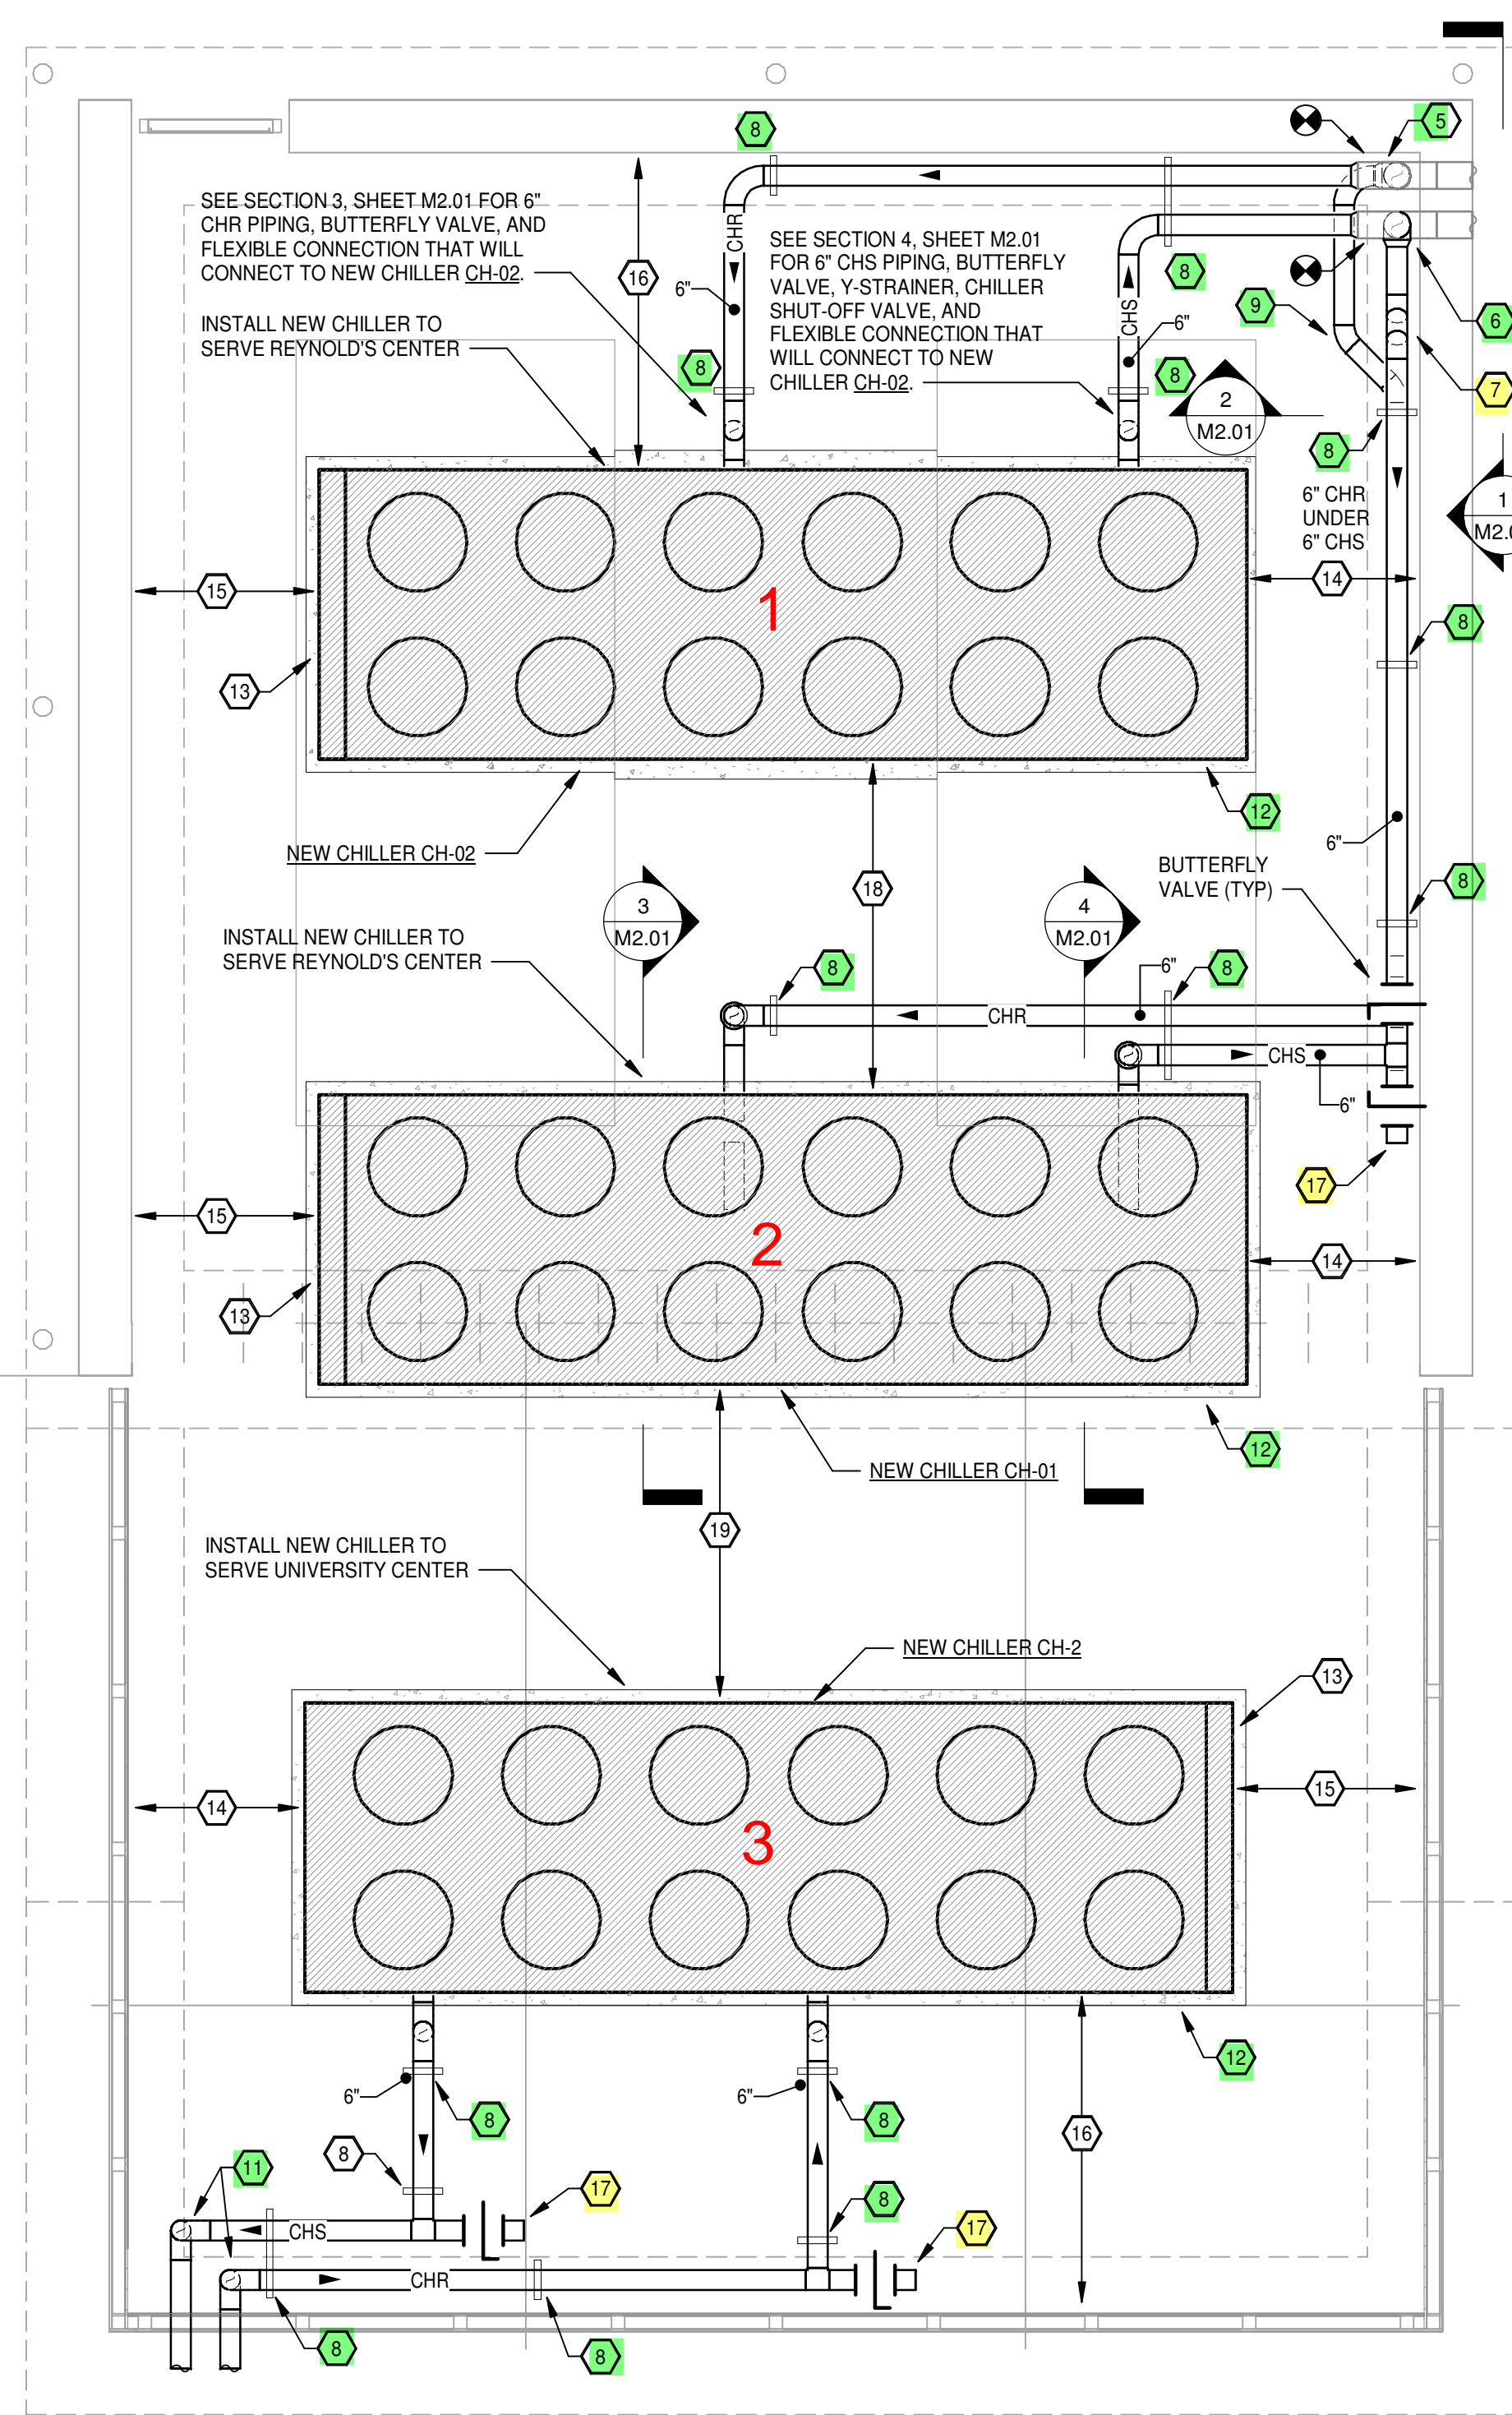 8
5
SEE SECTION 3, SHEET M2.01 FOR 6"
CHR PIPING, BUTTERFLY VALVE, AND
FLEXIBLE CONNECTION THAT WILL
CONNECT TO NEW CHILLER CH-02.
INSTALL NEW CHILLER TO
SERVE REYNOLD'S CENTER
16
CHR
6"
8
SEE SECTION 4, SHEET M2.01
FOR 6" CHS PIPING, BUTTERFLY
VALVE, Y-STRAINER, CHILLER
SHUT-OFF VALVE, AND
FLEXIBLE CONNECTION THAT
WILL CONNECT TO NEW
CHILLER CH-02.
CHS
8
6"
8
9
6
7
2
M2.01
8
6" CHR
UNDER
6" CHS
1
15
1
14
8
13
12
NEW CHILLER CH-02
18
6"
BUTTERFLY
VALVE (TYP)
8
3
M2.01
4
M2.01
INSTALL NEW CHILLER TO
SERVE REYNOLD'S CENTER
8
6"
8
CHR
CHS
6"
17
15
2
14
13
12
NEW CHILLER CH-01
19
INSTALL NEW CHILLER TO
SERVE UNIVERSITY CENTER
NEW CHILLER CH-2
13
14
3
15
12
6"
8
6"
8
16
8
11
17
8
17
CHS
CHR
8
8